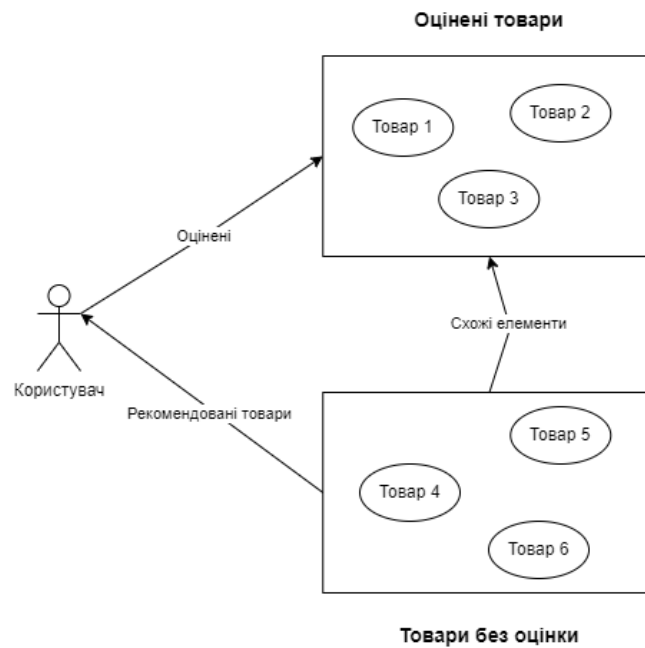 Оцінені товари
Товар 1
Товар 2
Товар 3
Оцінені
Схожі елементи
Користувач
Рекомендовані товари
Товар 5
Товар 4
Товар 6
Товари без оцінки